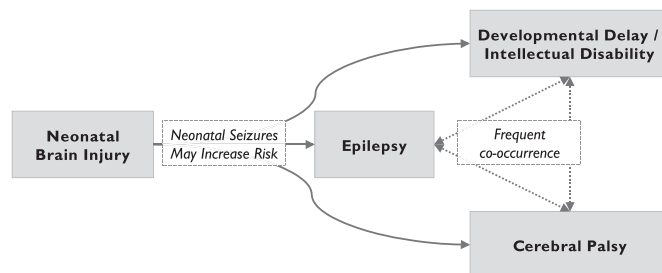 Developmental Delay /
Intellectual Disability
Neonatal
Brain Injury
Neonatal Seizures
May Increase Risk
Epilepsy
Frequent
co-occurrence
Cerebral Palsy